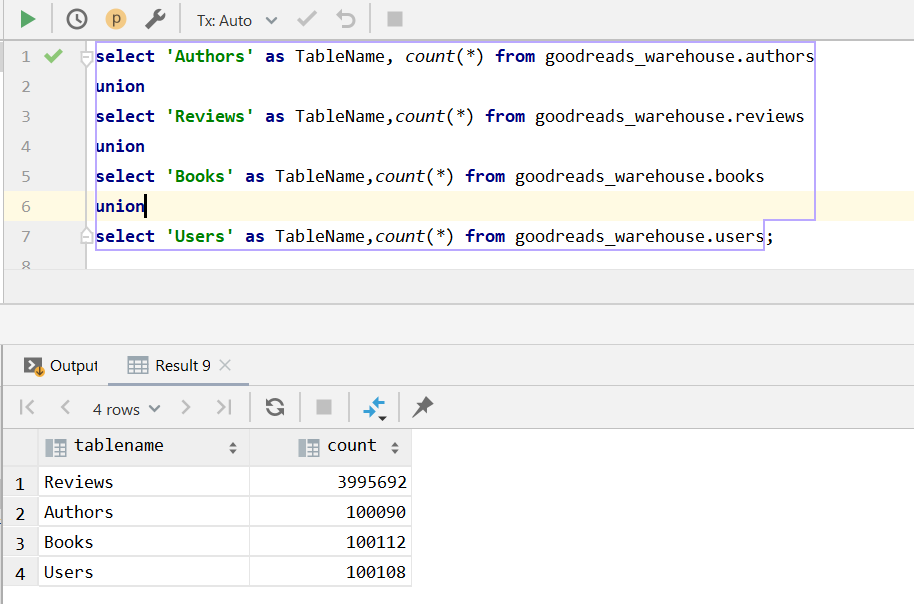 p Tx: Auto
1 select 'Authors' as TableName, count(*) from goodreads_warehouse.authors
2 union
3 select 'Reviews' as TableName,count(*) from goodreads_warehouse.reviews
4 union
5 select 'Books' as TableName,count(*) from goodreads_warehouse.books
6 union
7 select 'Users' as TableName,count(*) from goodreads_warehouse.users;
8
Output Result 9
4 rows
tablename count
1 Reviews 3995692
2 Authors 100090
3 Books 100112
4 Users 100108